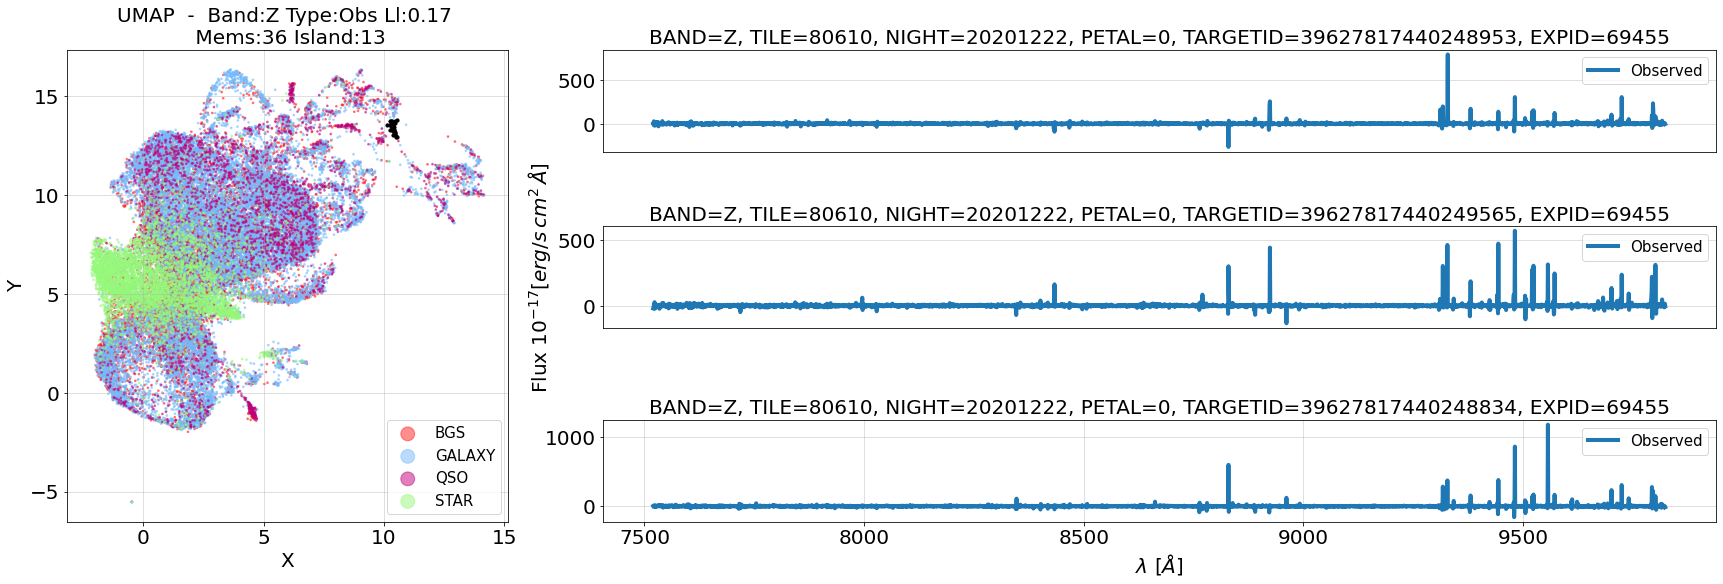 UMAP - Band:Z Type:Obs Ll:0.17
Mems:36 Island:13
15
10
5
0
−5
Y
0
5
10
15
X
BGS
GALAXY
QSO
STAR
Flux 10⁻¹⁷[erg/s cm² Å]
BAND=Z, TILE=80610, NIGHT=20201222, PETAL=0, TARGETID=39627817440248953, EXPID=69455
500
0
Observed
BAND=Z, TILE=80610, NIGHT=20201222, PETAL=0, TARGETID=39627817440249565, EXPID=69455
500
0
Observed
BAND=Z, TILE=80610, NIGHT=20201222, PETAL=0, TARGETID=39627817440248834, EXPID=69455
1000
0
Observed
7500
8000
8500
9000
9500
λ [Å]